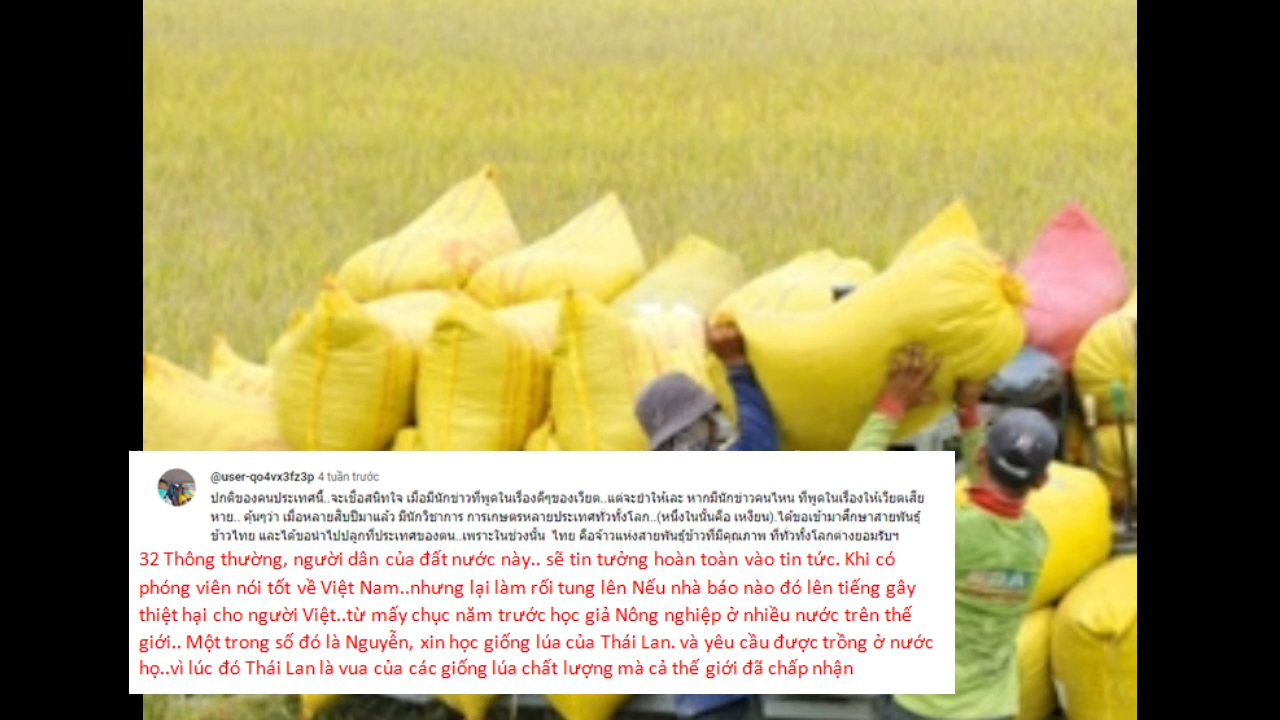 @user-qo4vx3fz3p 4 tuần trước
ปกติของคนประเทศนี้..จะเชื่อสนิทใจ เมื่อมีนักข่าวที่พูดในเรื่องดีๆของเวียต..แต่จะยำให้เละ หากมีนักข่าวคนไหน ที่พูดในเรื่องให้เวียตเสีย
หาย.. คุ้นๆว่า เมื่อหลายสิบปีมาแล้ว มีนักวิชาการ การเกษตรหลายประเทศทั่วทั้งโลก..(หนึ่งในนั้นคือ เหงียน).ได้ขอเข้ามาศึกษาสายพันธุ์
ข้าวไทย และได้ขอนำไปปลูกที่ประเทศของตน..เพราะในช่วงนั้น ไทย คือจ้าวแห่งสายพันธุ์ข้าวที่มีคุณภาพ ที่ทั่วทั้งโลกต่างยอมรับฯ
32 Thông thường, người dân của đất nước này.. sẽ tin tưởng hoàn toàn vào tin tức. Khi có
phóng viên nói tốt về Việt Nam..nhưng lại làm rối tung lên Nếu nhà báo nào đó lên tiếng gây
thiệt hại cho người Việt..từ mấy chục năm trước học giả Nông nghiệp ở nhiều nước trên thế
giới.. Một trong số đó là Nguyễn, xin học giống lúa của Thái Lan. và yêu cầu được trồng ở nước
họ..vì lúc đó Thái Lan là vua của các giống lúa chất lượng mà cả thế giới đã chấp nhận